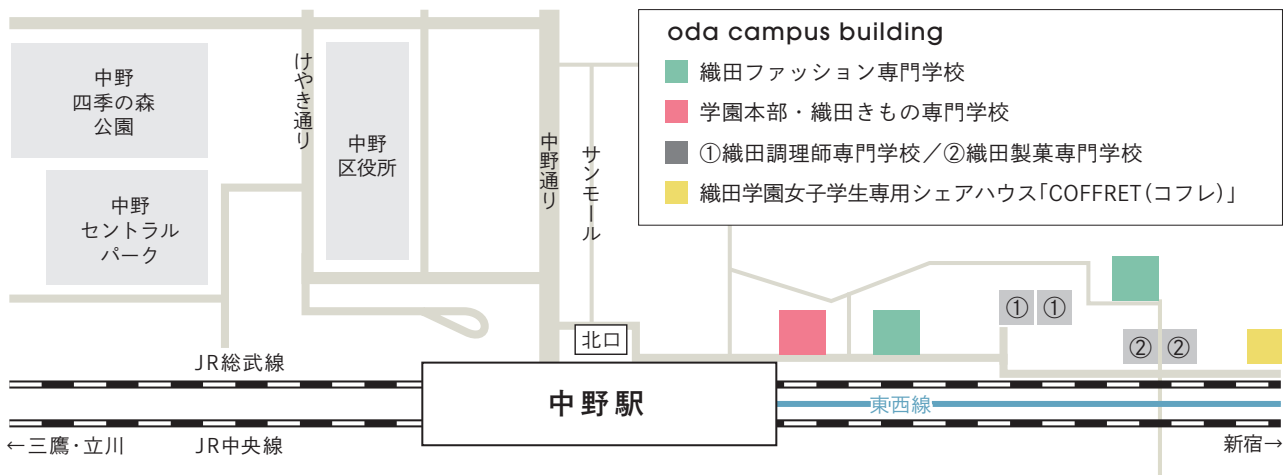 oda campus building
織田ファッション専門学校
学園本部・織田きもの専門学校
①織田調理師専門学校／②織田製菓専門学校
織田学園女子学生専用シェアハウス「COFFRET(コフレ)」
中野
四季の森
公園
けやき通り
中野
区役所
中野通り
サンモール
中野
セントラル
パーク
① ①
② ②
北口
JR総武線
中野駅
東西線
←三鷹・立川
JR中央線
新宿→